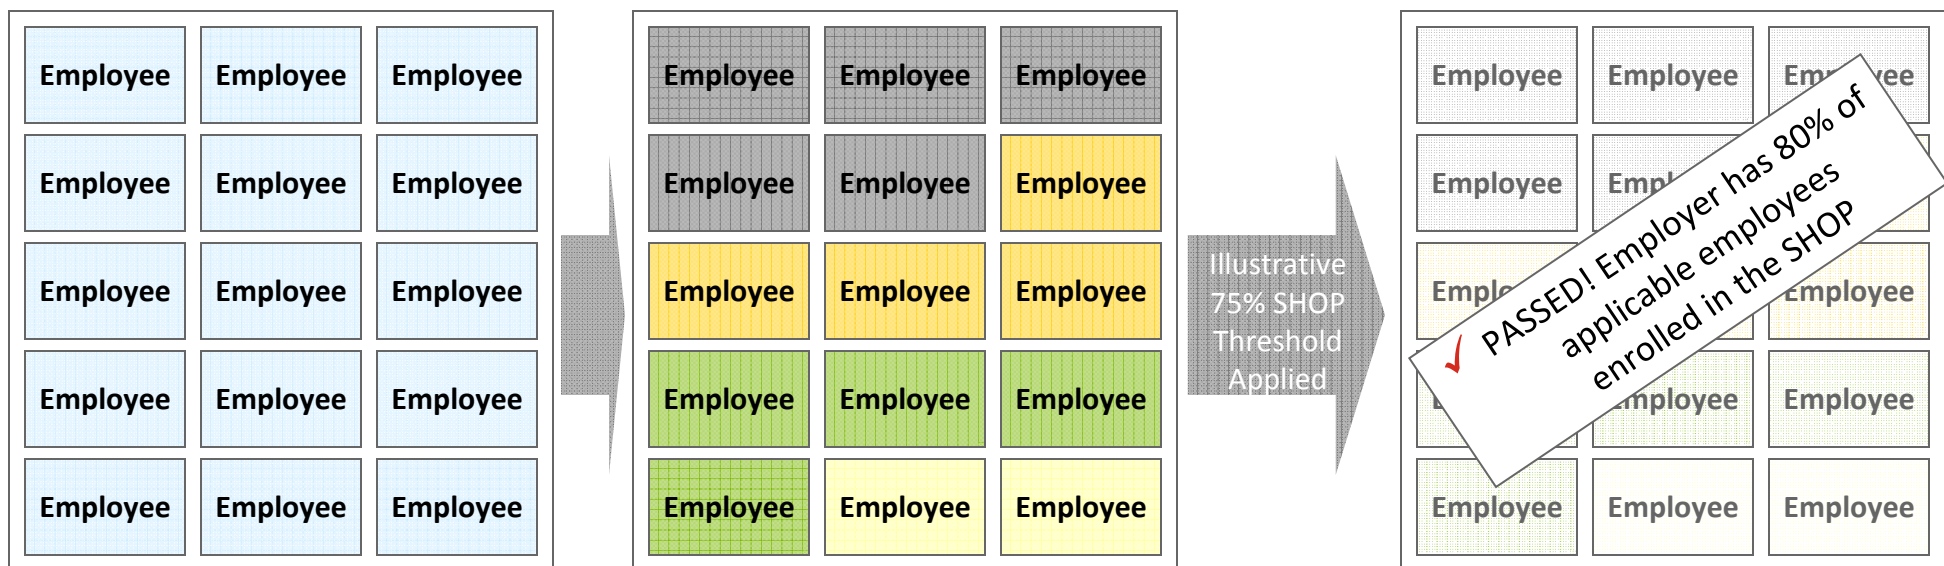 Employee Employee Employee
Employee Employee Employee
Employee Employee Employee
Employee Employee Employee
Employee Employee Employee
Employee Employee Employee
Employee Employee Employee
Employee Employee Employee
Employee Employee Employee
Employee Employee Employee
Illustrative
75% SHOP
Threshold
Applied
Employee Employee
Employee
Employee
Employee Employee
Employee Employee Employee
✓ PASSED! Employer has 80% of
applicable employees
enrolled in the SHOP